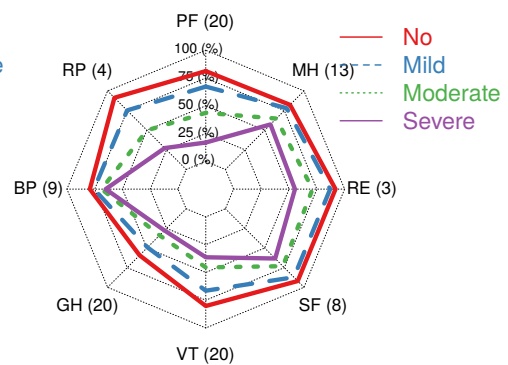 PF (20)
100 (%)
75 (%)
50 (%)
25 (%)
0 (%)
RP (4)
MH (13)
BP (9)
RE (3)
GH (20)
SF (8)
VT (20)
No
Mild
Moderate
Severe
e